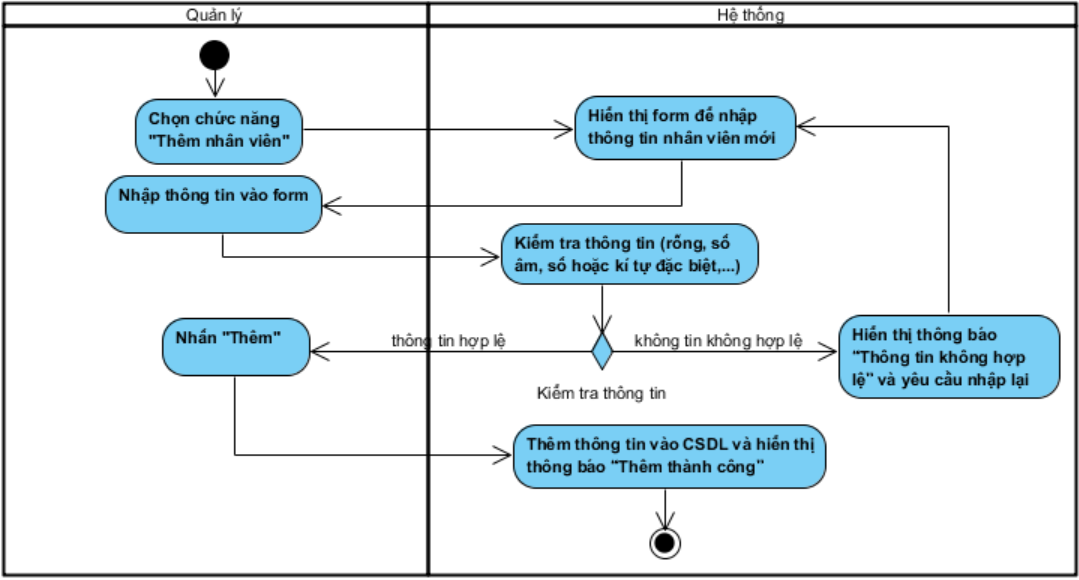 Quản lý
Hệ thống
Chọn chức năng
"Thêm nhân viên"
Hiển thị form để nhập
thông tin nhân viên mới
Nhập thông tin vào form
Kiểm tra thông tin (rỗng, số
âm, số hoặc kí tự đặc biệt,...)
Nhấn "Thêm"
thông tin hợp lệ
không tin không hợp lệ
Hiển thị thông báo
"Thông tin không hợp
lệ" và yêu cầu nhập lại
Kiểm tra thông tin
Thêm thông tin vào CSDL và hiển thị
thông báo "Thêm thành công"